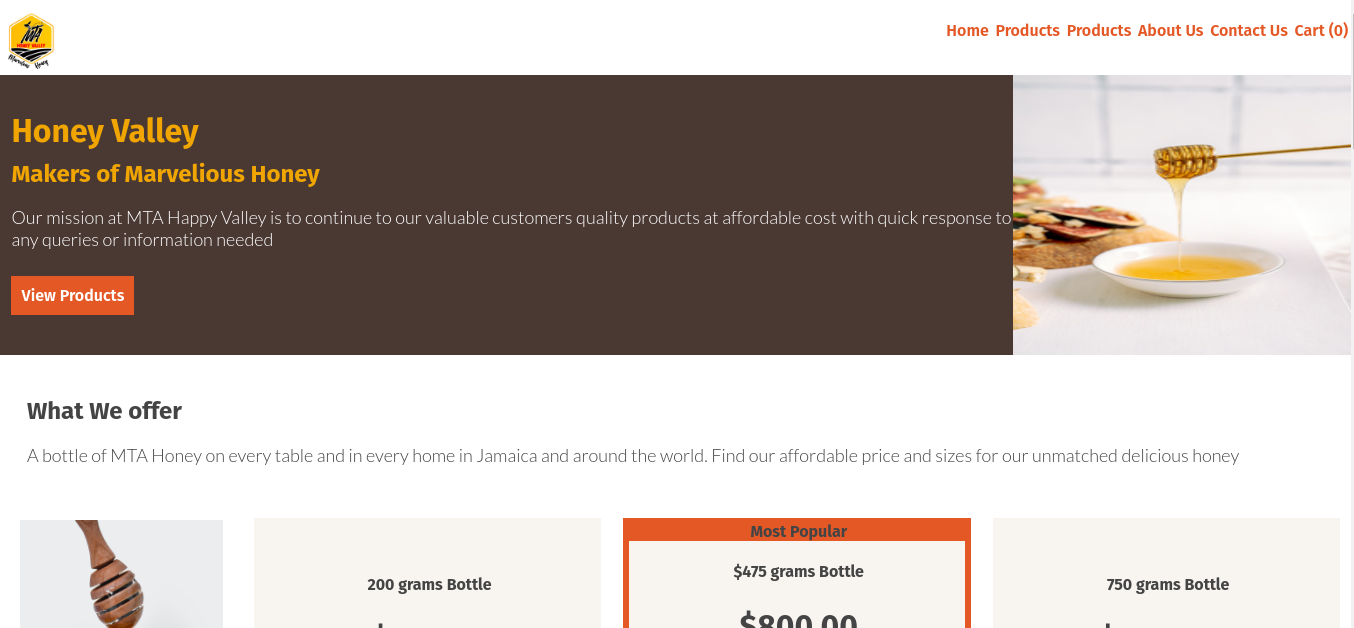 MTA
HONEY VALLEY
Marvelious Honey
Home Products Products About Us Contact Us Cart (0)
Honey Valley
Makers of Marvelious Honey
Our mission at MTA Happy Valley is to continue to our valuable customers quality products at affordable cost with quick response to
any queries or information needed
View Products
What We offer
A bottle of MTA Honey on every table and in every home in Jamaica and around the world. Find our affordable price and sizes for our unmatched delicious honey
Most Popular
200 grams Bottle
$475 grams Bottle
750 grams Bottle
$800.00